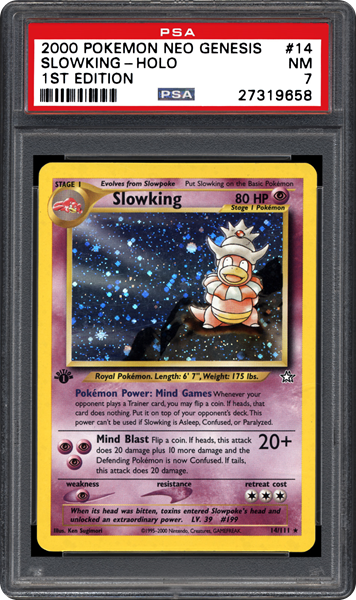 PSA
2000 POKEMON NEO GENESIS #14
SLOWKING-HOLO NM
1ST EDITION 7
PSA 27319658
STAGE 1 Evolves from Slowpoke Put Slowking on the Basic Pokémon
Slowking 80 HP
Stage 1 Pokémon
1 EDITION
Royal Pokémon. Length: 6' 7", Weight: 175 lbs.
Pokémon Power: Mind Games Whenever your
opponent plays a Trainer card, you may flip a coin. If heads, that
card does nothing. Put it on top of your opponent's deck. This
power can't be used if Slowking is Asleep, Confused, or Paralyzed.
Mind Blast Flip a coin. If heads, this attack 20+
does 20 damage plus 10 more damage and the
Defending Pokémon is now Confused. If tails,
this attack does 20 damage.
weakness resistance retreat cost
When its head was bitten, toxins entered Slowpoke's head and
unlocked an extraordinary power. LV. 39 #199
Illus. Ken Sugimori ©1995-2000 Nintendo, Creatures, GAMEFREAK. 14/111 ★